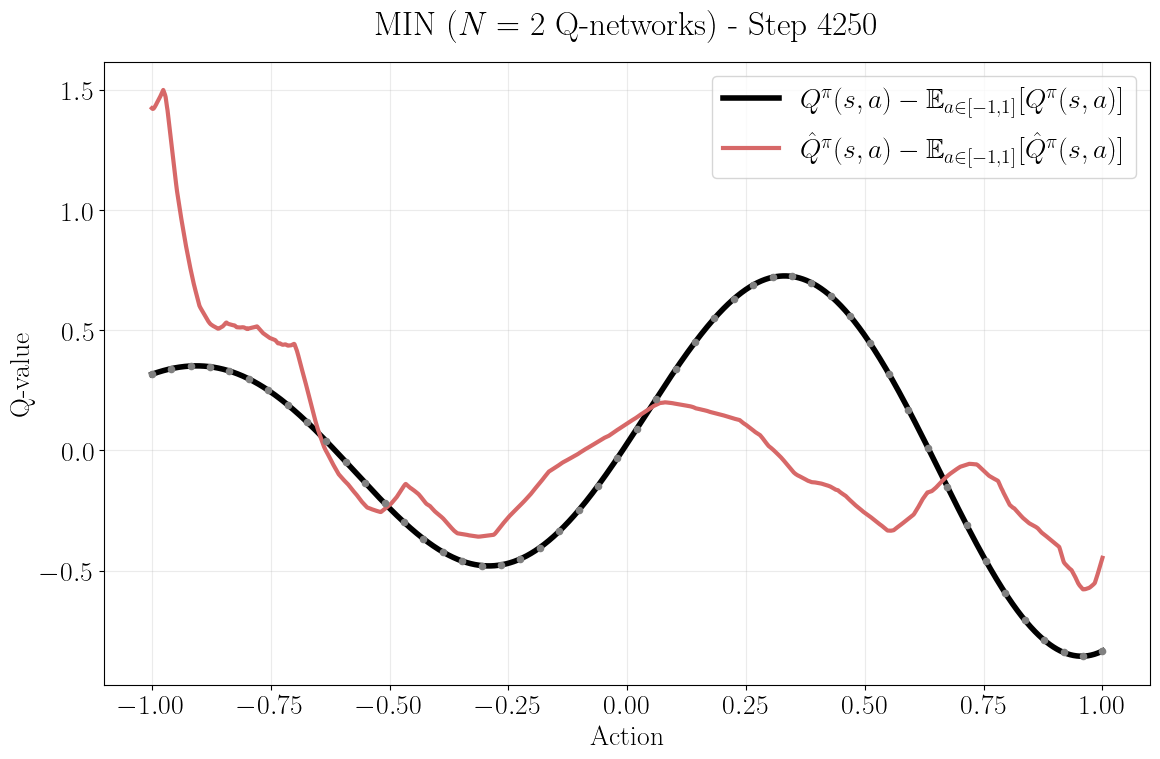 MIN (N = 2 Q-networks) - Step 4250
Q^π(s, a) − 𝔼_{a∈[−1,1]}[Q^π(s, a)]
Q̂^π(s, a) − 𝔼_{a∈[−1,1]}[Q̂^π(s, a)]
1.5
1.0
0.5
0.0
−0.5
Q-value
−1.00 −0.75 −0.50 −0.25 0.00 0.25 0.50 0.75 1.00
Action